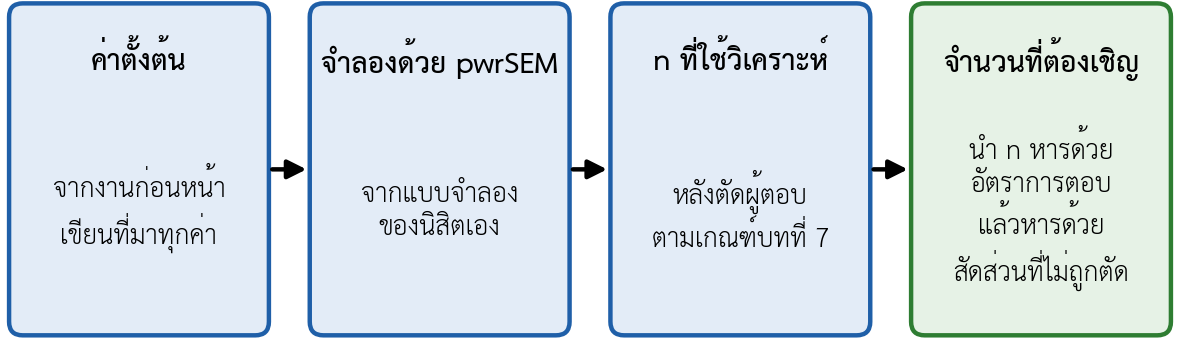 ค่าตั้งต้น
จากงานก่อนหน้า
เขียนที่มาทุกค่า
จำลองด้วย pwrSEM
จากแบบจำลอง
ของนิสิตเอง
n ที่ใช้วิเคราะห์
หลังตัดผู้ตอบ
ตามเกณฑ์บทที่ 7
จำนวนที่ต้องเชิญ
นำ n หารด้วย
อัตราการตอบ
แล้วหารด้วย
สัดส่วนที่ไม่ถูกตัด